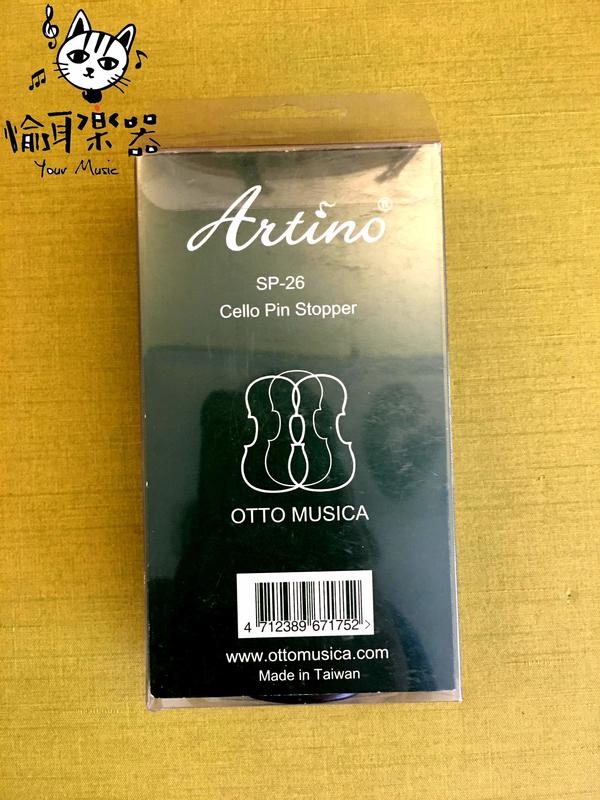 愉耳樂器
Your Music
Artino®
SP-26
Cello Pin Stopper
OTTO MUSICA
4 712389 671752 >
www.ottomusica.com
Made in Taiwan